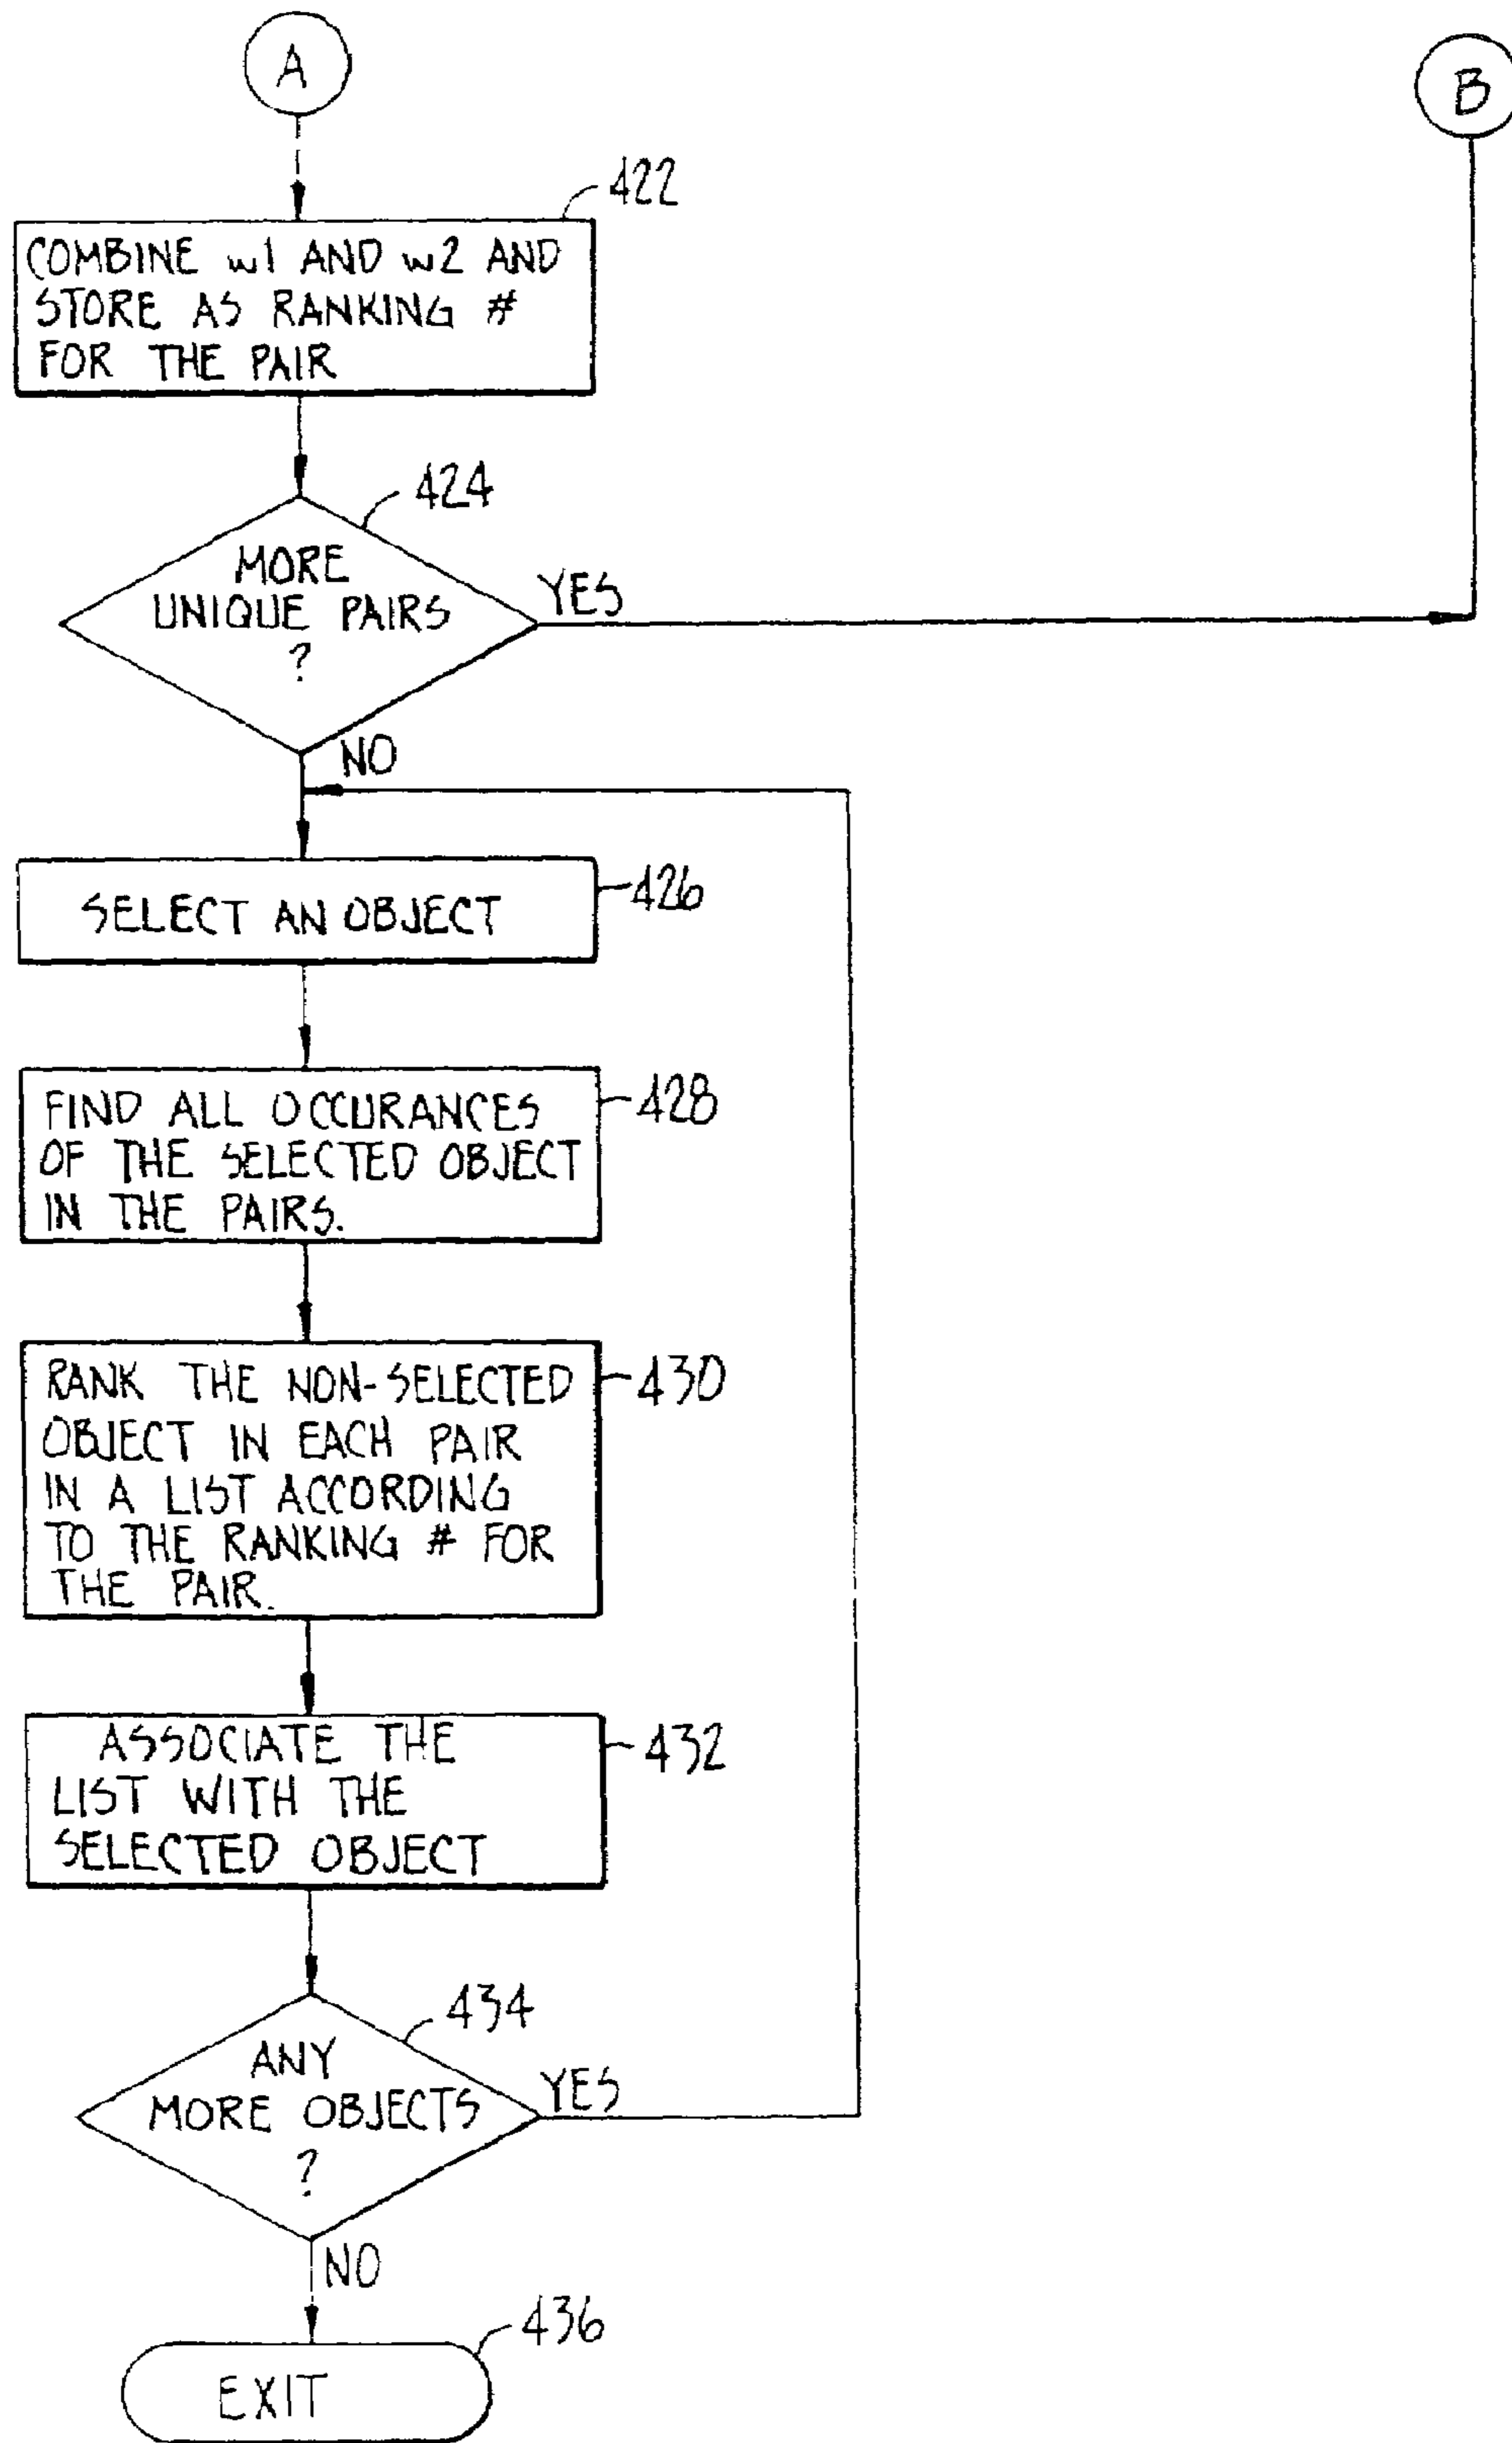 A
B
422
COMBINE w1 AND w2 AND
STORE AS RANKING #
FOR THE PAIR
424
MORE
UNIQUE PAIRS
?
YES
NO
426
SELECT AN OBJECT
428
FIND ALL OCCURANCES
OF THE SELECTED OBJECT
IN THE PAIRS.
430
RANK THE NON-SELECTED
OBJECT IN EACH PAIR
IN A LIST ACCORDING
TO THE RANKING # FOR
THE PAIR.
432
ASSOCIATE THE
LIST WITH THE
SELECTED OBJECT
434
ANY
MORE OBJECTS
?
YES
NO
436
EXIT